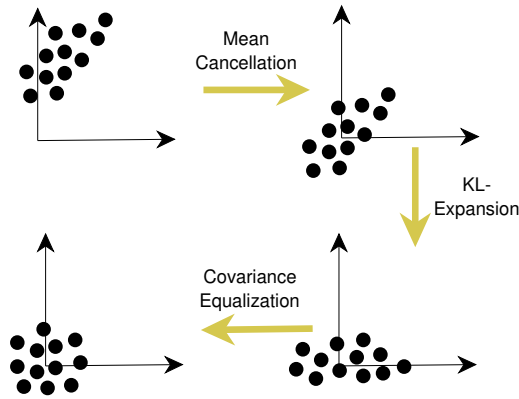 Mean
Cancellation
KL-
Expansion
Covariance
Equalization